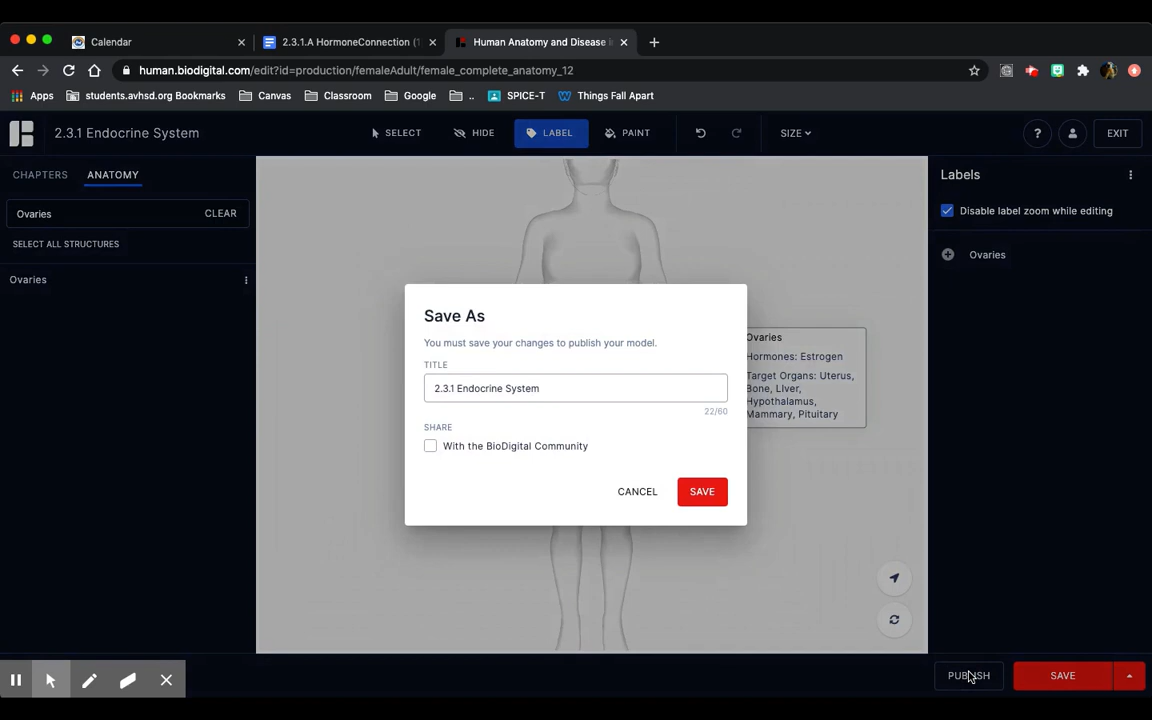 Calendar
2.3.1.A HormoneConnection (1
Human Anatomy and Disease in
human.biodigital.com/edit?id=production/femaleAdult/female_complete_anatomy_12
Apps
students.avhsd.org Bookmarks
Canvas
Classroom
Google
..
SPICE-T
Things Fall Apart
2.3.1 Endocrine System
SELECT
HIDE
LABEL
PAINT
SIZE
?
EXIT
CHAPTERS
ANATOMY
Ovaries
CLEAR
SELECT ALL STRUCTURES
Ovaries
Labels
Disable label zoom while editing
Ovaries
Save As
You must save your changes to publish your model.
TITLE
2.3.1 Endocrine System
22/60
SHARE
With the BioDigital Community
CANCEL
SAVE
Ovaries
Hormones: Estrogen
Target Organs: Uterus,
Bone, LIver,
Hypothalamus,
Mammary, Pituitary
PUBLISH
SAVE